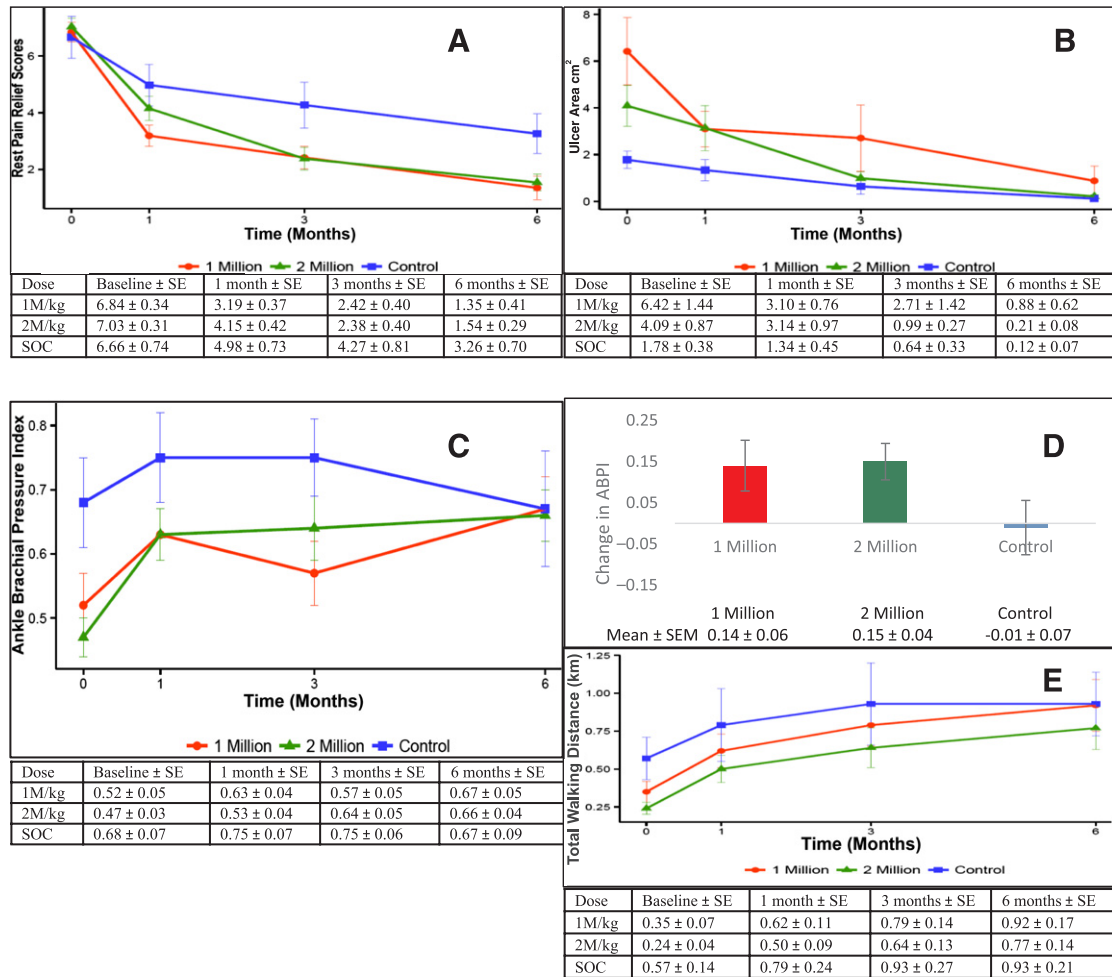 A
Rest Pain Relief Scores
6
4
2
0 1 3 6
Time (Months)
1 Million 2 Million Control
Dose Baseline ± SE 1 month ± SE 3 months ± SE 6 months ± SE
1M/kg 6.84 ± 0.34 3.19 ± 0.37 2.42 ± 0.40 1.35 ± 0.41
2M/kg 7.03 ± 0.31 4.15 ± 0.42 2.38 ± 0.40 1.54 ± 0.29
SOC 6.66 ± 0.74 4.98 ± 0.73 4.27 ± 0.81 3.26 ± 0.70
B
Ulcer Area cm²
8
6
4
2
0
0 1 3 6
Time (Months)
1 Million 2 Million Control
Dose Baseline ± SE 1 month ± SE 3 months ± SE 6 months ± SE
1M/kg 6.42 ± 1.44 3.10 ± 0.76 2.71 ± 1.42 0.88 ± 0.62
2M/kg 4.09 ± 0.87 3.14 ± 0.97 0.99 ± 0.27 0.21 ± 0.08
SOC 1.78 ± 0.38 1.34 ± 0.45 0.64 ± 0.33 0.12 ± 0.07
C
Ankle Brachial Pressure Index
0.8
0.7
0.6
0.5
0 1 3 6
Time (Months)
1 Million 2 Million Control
Dose Baseline ± SE 1 month ± SE 3 months ± SE 6 months ± SE
1M/kg 0.52 ± 0.05 0.63 ± 0.04 0.57 ± 0.05 0.67 ± 0.05
2M/kg 0.47 ± 0.03 0.53 ± 0.04 0.64 ± 0.05 0.66 ± 0.04
SOC 0.68 ± 0.07 0.75 ± 0.07 0.75 ± 0.06 0.67 ± 0.09
D
Change in ABPI
0.25
0.15
0.05
−0.05
−0.15
1 Million 2 Million Control
1 Million 2 Million Control
Mean ± SEM 0.14 ± 0.06 0.15 ± 0.04 -0.01 ± 0.07
E
Total Walking Distance (km)
1.25
1.00
0.75
0.50
0.25
0 1 3 6
Time (Months)
1 Million 2 Million Control
Dose Baseline ± SE 1 month ± SE 3 months ± SE 6 months ± SE
1M/kg 0.35 ± 0.07 0.62 ± 0.11 0.79 ± 0.14 0.92 ± 0.17
2M/kg 0.24 ± 0.04 0.50 ± 0.09 0.64 ± 0.13 0.77 ± 0.14
SOC 0.57 ± 0.14 0.79 ± 0.24 0.93 ± 0.27 0.93 ± 0.21